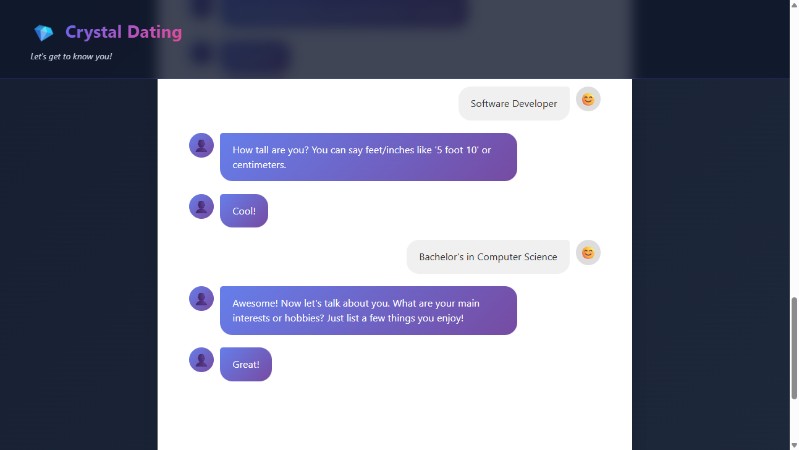 Crystal Dating
Let's get to know you!
Software Developer
How tall are you? You can say feet/inches like '5 foot 10' or
centimeters.
Cool!
Bachelor's in Computer Science
Awesome! Now let's talk about you. What are your main
interests or hobbies? Just list a few things you enjoy!
Great!